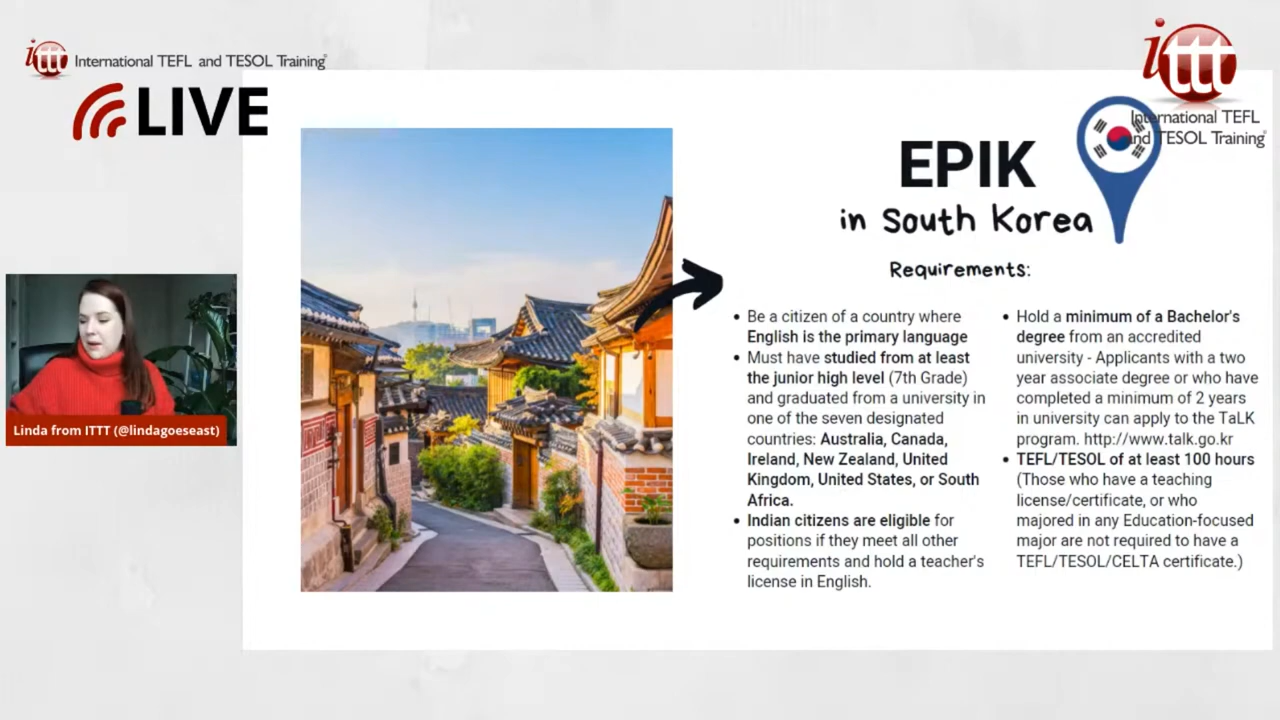 ittt International TEFL and TESOL Training
LIVE
ittt
International TEFL
and TESOL Training
EPIK
in South Korea
Requirements:
• Be a citizen of a country where
English is the primary language
• Must have studied from at least
the junior high level (7th Grade)
and graduated from a university in
one of the seven designated
countries: Australia, Canada,
Ireland, New Zealand, United
Kingdom, United States, or South
Africa.
• Indian citizens are eligible for
positions if they meet all other
requirements and hold a teacher's
license in English.
• Hold a minimum of a Bachelor's
degree from an accredited
university - Applicants with a two
year associate degree or who have
completed a minimum of 2 years
in university can apply to the TaLK
program. http://www.talk.go.kr
• TEFL/TESOL of at least 100 hours
(Those who have a teaching
license/certificate, or who
majored in any Education-focused
major are not required to have a
TEFL/TESOL/CELTA certificate.)
Linda from ITTT (@lindagoeseast)